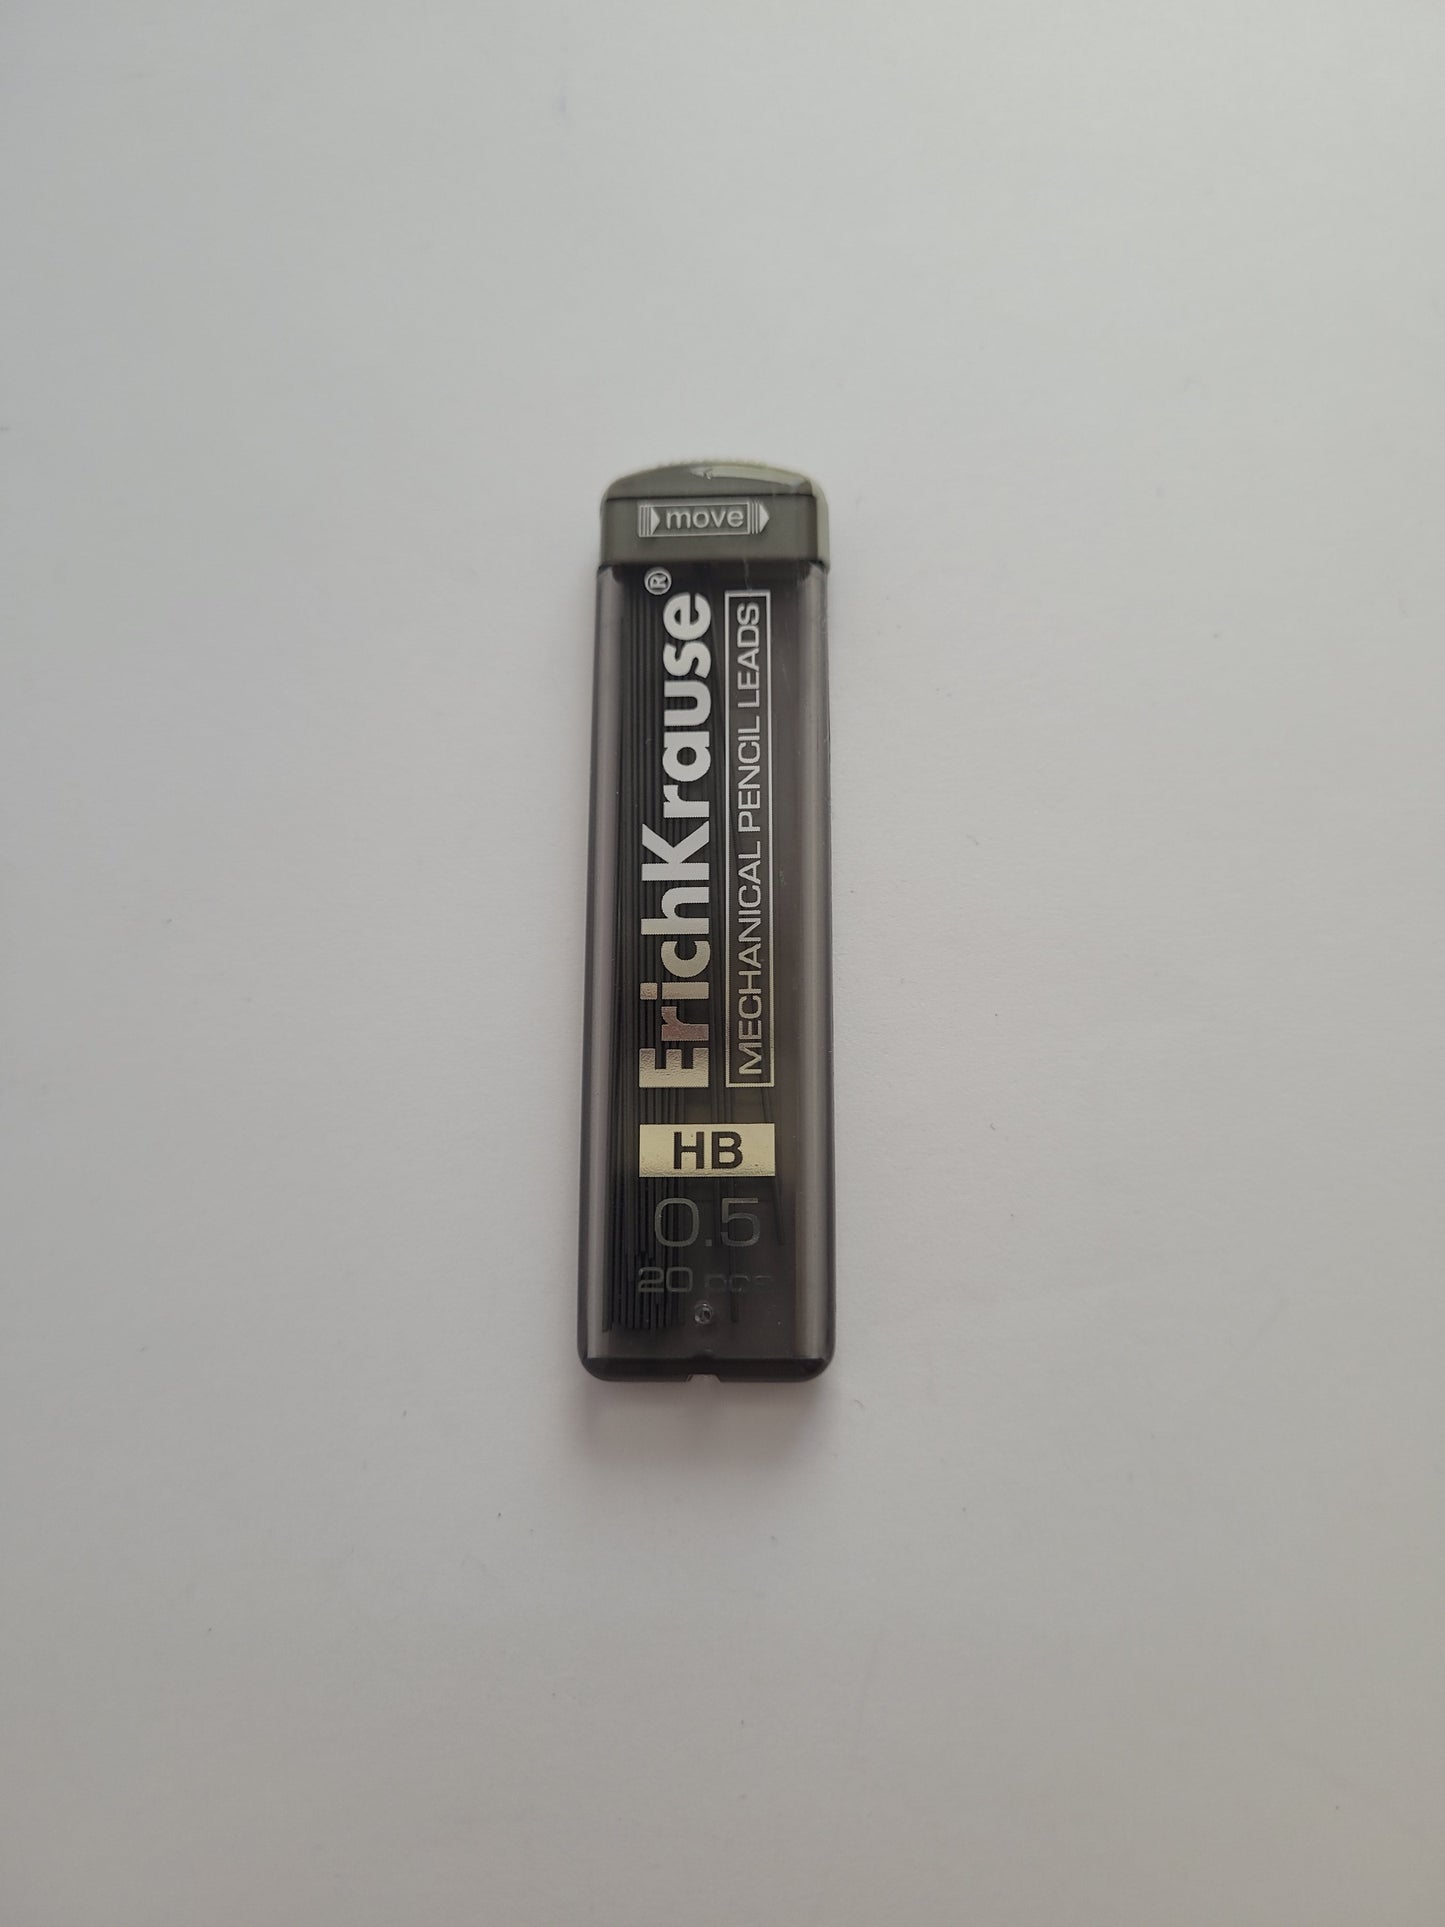 move
ErichKrause®
MECHANICAL PENCIL LEADS
HB
0.5
20 pcs